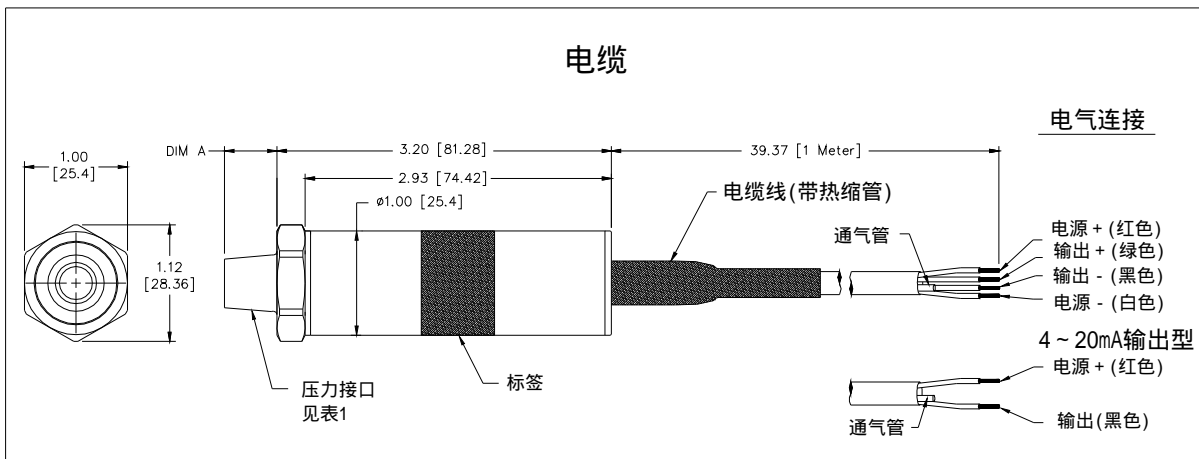 电缆
电气连接
1.00
[25.4]
DIM A
3.20 [81.28]
39.37 [1 Meter]
2.93 [74.42]
ø1.00 [25.4]
电缆线(带热缩管)
通气管
电源 + (红色)
输出 + (绿色)
输出 - (黑色)
电源 - (白色)
1.12
[28.36]
4 ~ 20mA输出型
电源 + (红色)
输出(黑色)
通气管
标签
压力接口
见表1